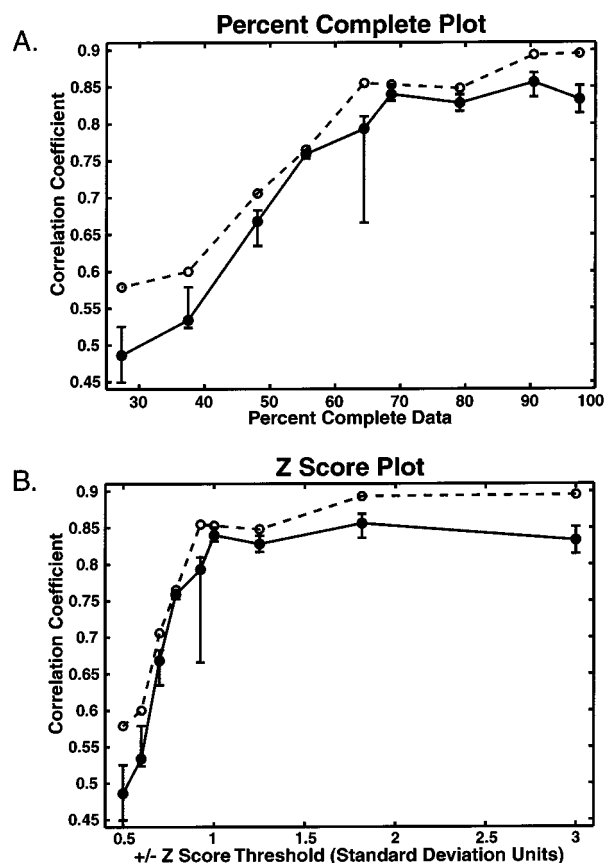 A.
Percent Complete Plot
Correlation Coefficient
0.9
0.85
0.8
0.75
0.7
0.65
0.6
0.55
0.5
0.45
30 40 50 60 70 80 90 100
Percent Complete Data
B.
Z Score Plot
Correlation Coefficient
0.9
0.85
0.8
0.75
0.7
0.65
0.6
0.55
0.5
0.45
0.5 1 1.5 2 2.5 3
+/- Z Score Threshold (Standard Deviation Units)